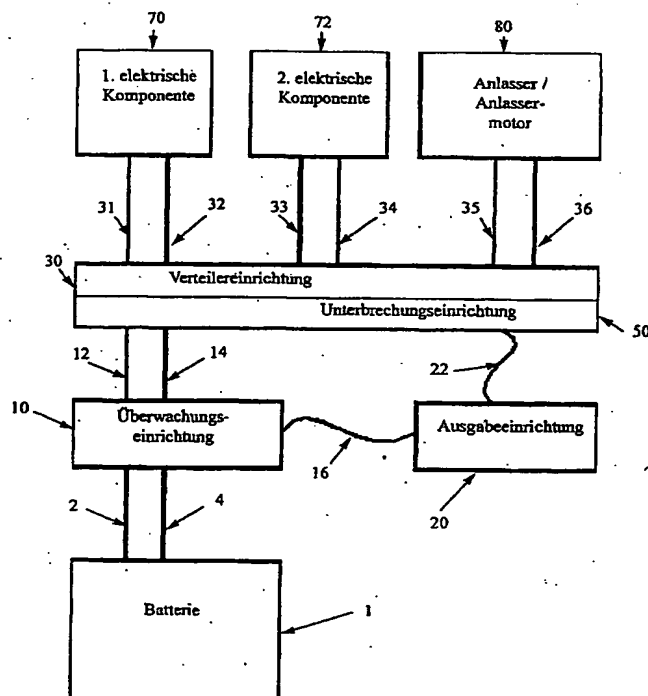 70
72
80
1. elektrische
Komponente
2. elektrische
Komponente
Anlasser /
Anlasser-
motor
31
32
33
34
35
36
30
Verteilereinrichtung
Unterbrechungseinrichtung
50
12
14
22
10
Überwachungs-
einrichtung
Ausgabeeinrichtung
16
20
2
4
Batterie
1